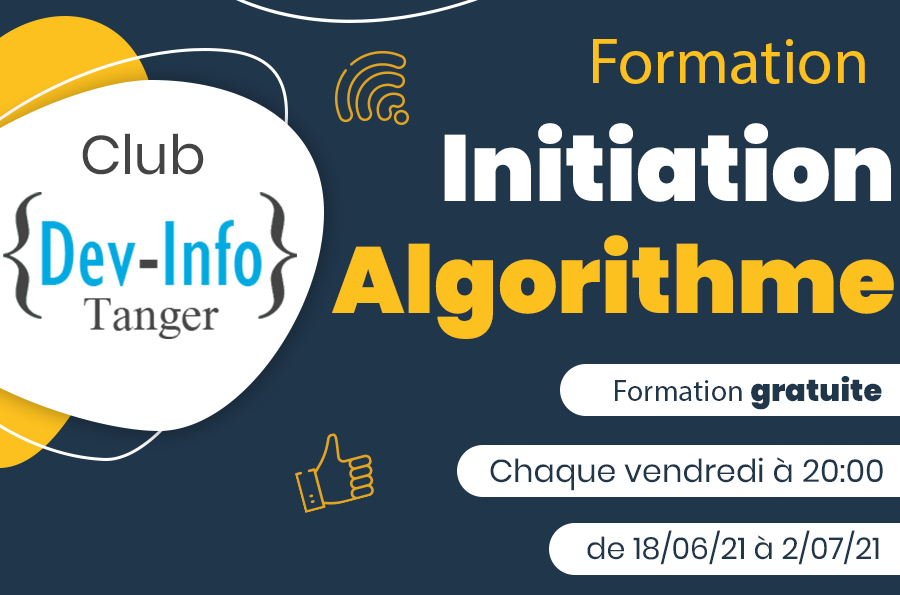 Club
{Dev-Info}
Tanger
Formation
Initiation
Algorithme
Formation gratuite
Chaque vendredi à 20:00
de 18/06/21 à 2/07/21